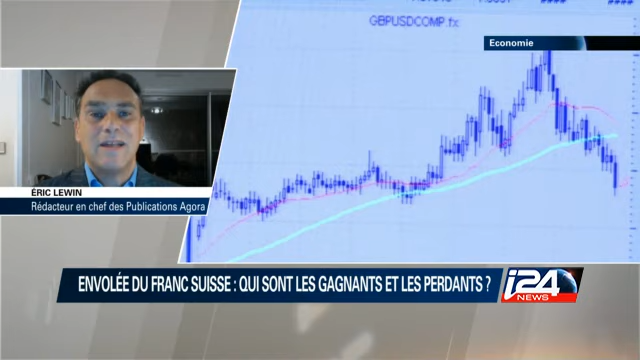 GBPUSDCOMP.fx
####
####
Economie
ÉRIC LEWIN
Rédacteur en chef des Publications Agora
ENVOLÉE DU FRANC SUISSE : QUI SONT LES GAGNANTS ET LES PERDANTS ?
i24
NEWS